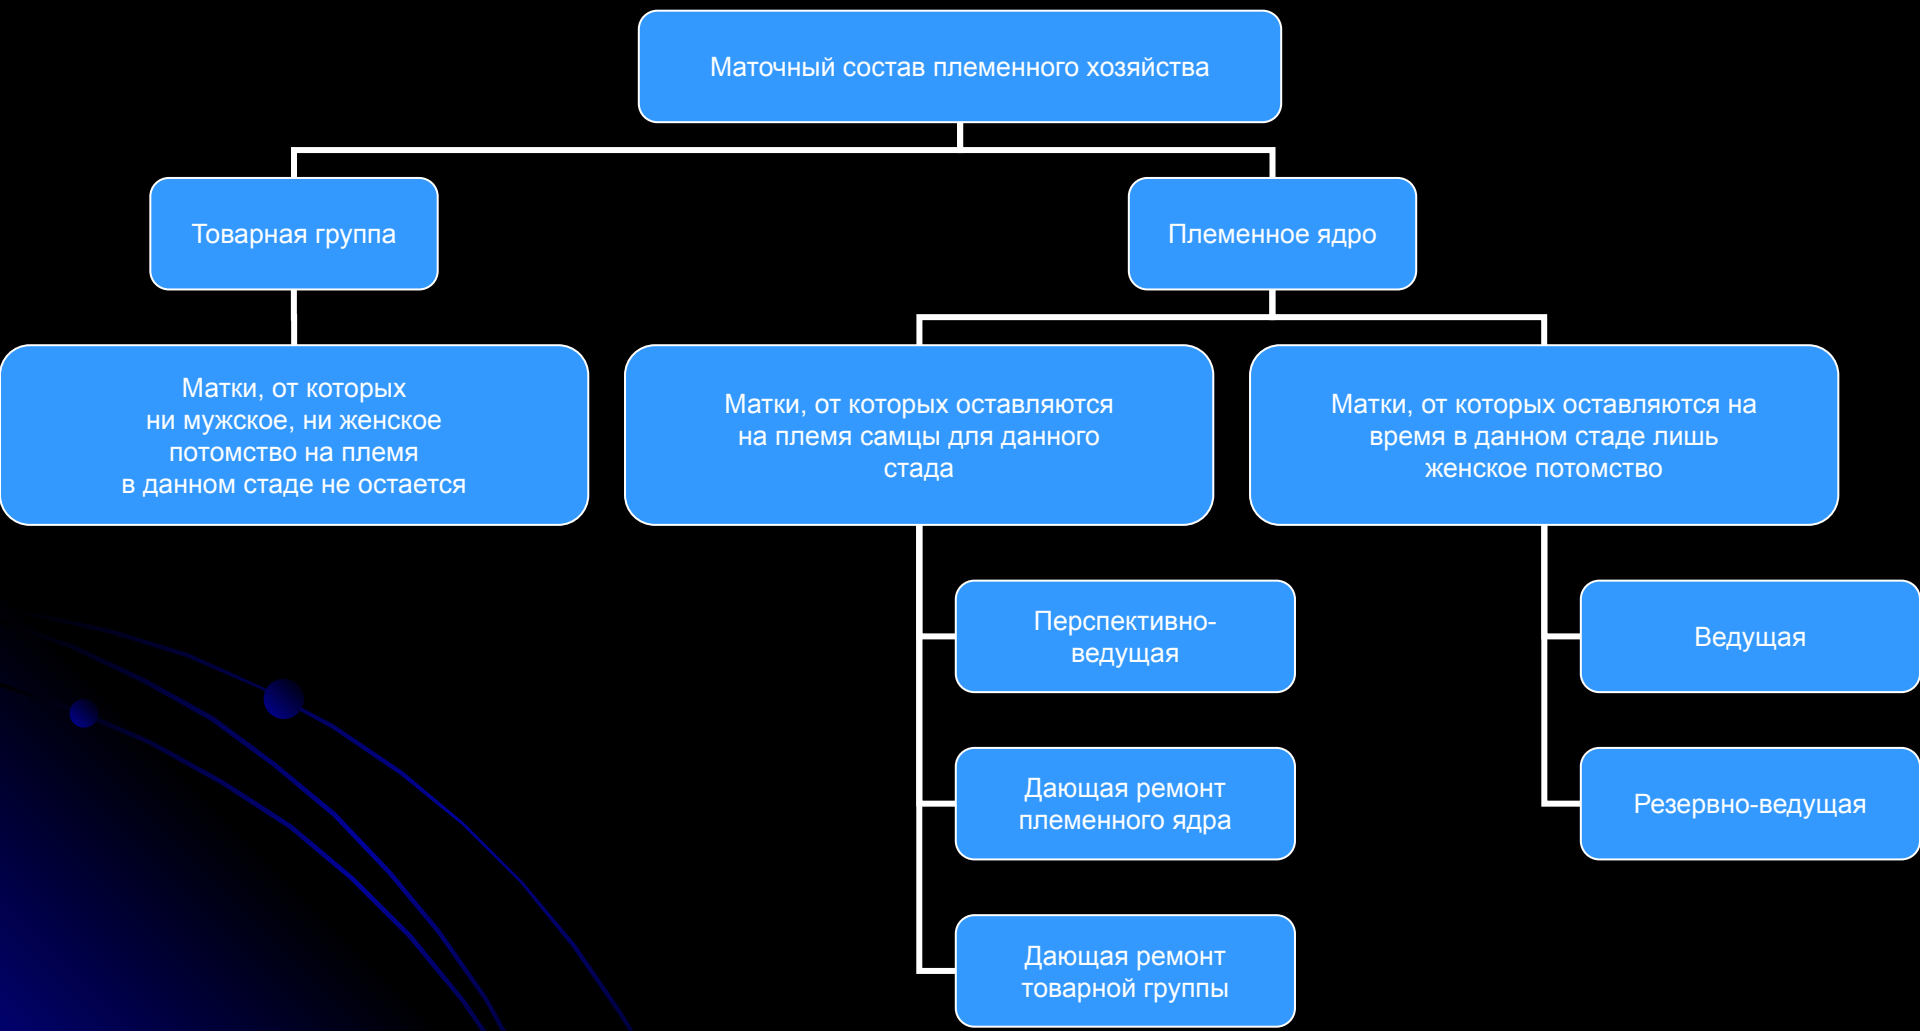 Маточный состав племенного хозяйства
Товарная группа
Племенное ядро
Матки, от которых
ни мужское, ни женское
потомство на племя
в данном стаде не остается
Матки, от которых оставляются
на племя самцы для данного
стада
Матки, от которых оставляются на
время в данном стаде лишь
женское потомство
Перспективно-
ведущая
Ведущая
Дающая ремонт
племенного ядра
Резервно-ведущая
Дающая ремонт
товарной группы